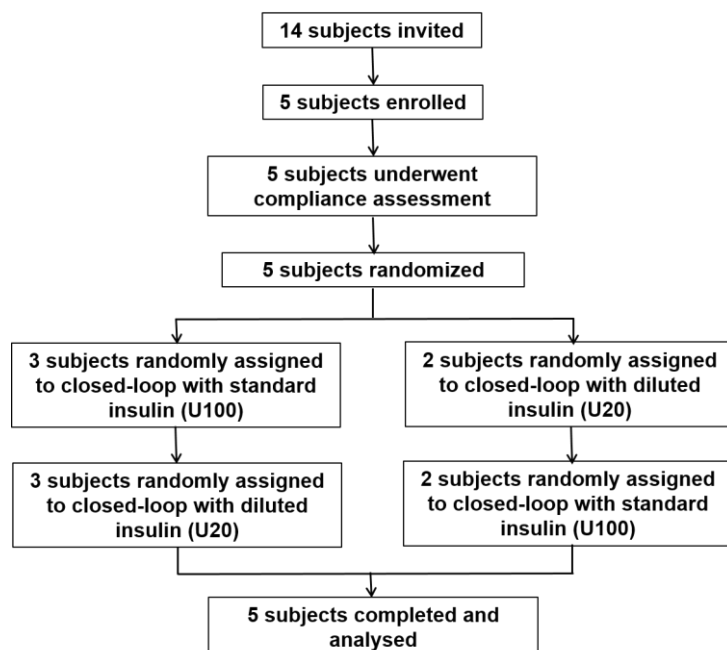 14 subjects invited
5 subjects enrolled
5 subjects underwent
compliance assessment
5 subjects randomized
3 subjects randomly assigned
to closed-loop with standard
insulin (U100)
2 subjects randomly assigned
to closed-loop with diluted
insulin (U20)
3 subjects randomly assigned
to closed-loop with diluted
insulin (U20)
2 subjects randomly assigned
to closed-loop with standard
insulin (U100)
5 subjects completed and
analysed